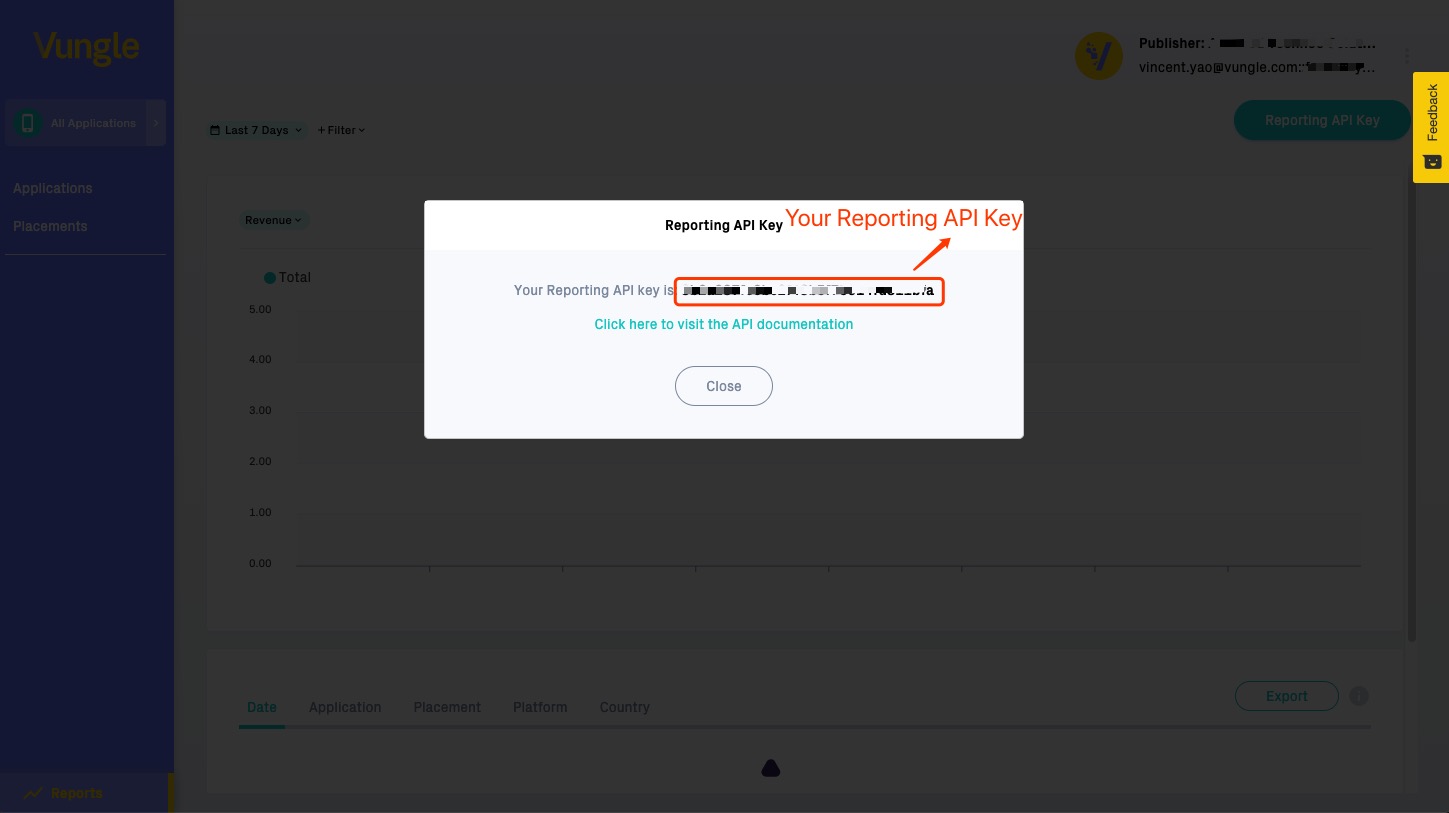 Vungle
Publisher:
vincent.yao@vungle.com:
Feedback
All Applications
Last 7 Days
+ Filter
Reporting API Key
Applications
Placements
Revenue
Reporting API Key
Your Reporting API Key
Total
Your Reporting API key is
Click here to visit the API documentation
Close
5.00
4.00
3.00
2.00
1.00
0.00
Export
Date Application Placement Platform Country
Reports